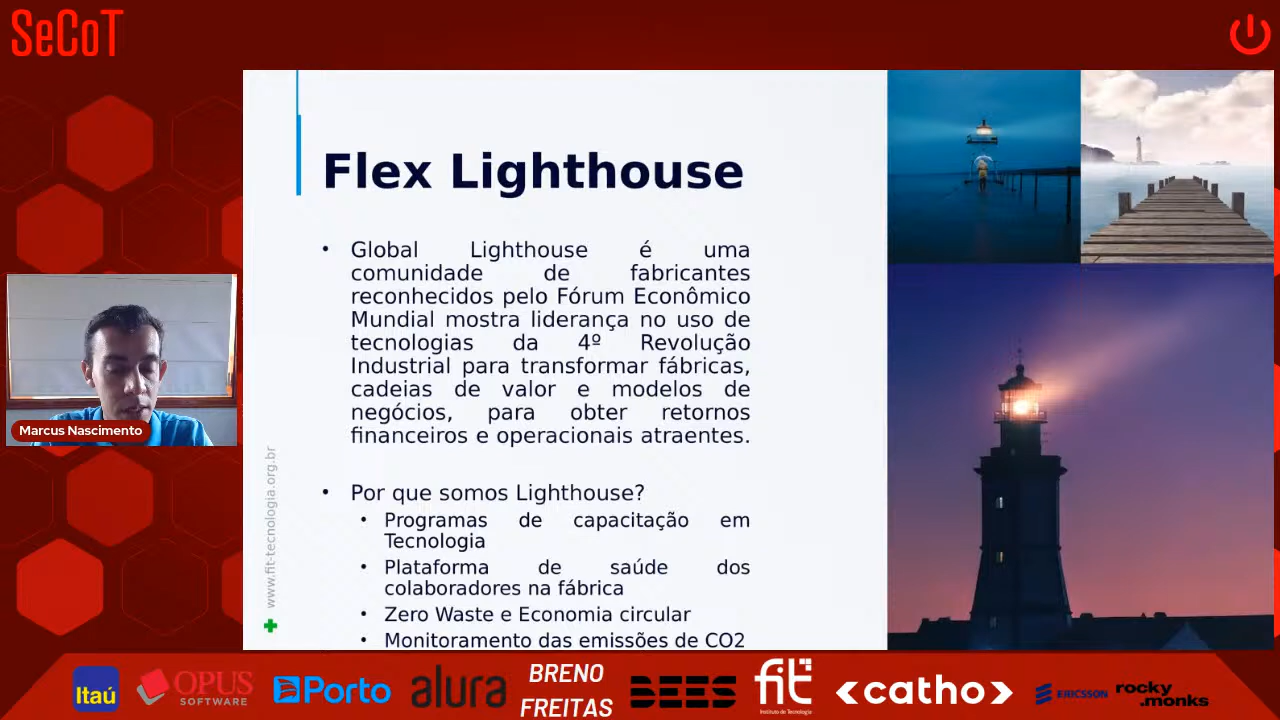 SeCoT
Flex Lighthouse
• Global Lighthouse é uma
comunidade de fabricantes
reconhecidos pelo Fórum Econômico
Mundial mostra liderança no uso de
tecnologias da 4º Revolução
Industrial para transformar fábricas,
cadeias de valor e modelos de
negócios, para obter retornos
financeiros e operacionais atraentes.
• Por que somos Lighthouse?
• Programas de capacitação em
Tecnologia
• Plataforma de saúde dos
colaboradores na fábrica
• Zero Waste e Economia circular
• Monitoramento das emissões de CO2
www.fit-tecnologia.org.br
Marcus Nascimento
Itaú
OPUS
SOFTWARE
Porto
alura
BRENO
FREITAS
BEES
fit
Instituto de Tecnologia
catho
ERICSSON
rocky
.monks